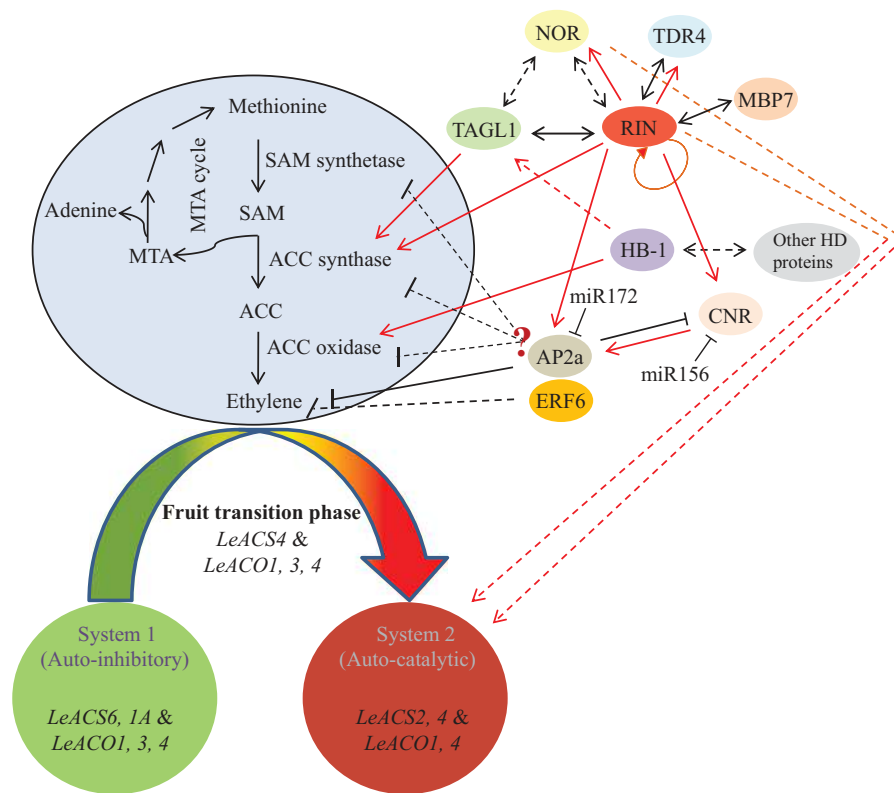 NOR
TDR4
MBP7
TAGL1
RIN
Methionine
SAM synthetase
MTA cycle
Adenine
SAM
MTA
ACC synthase
HB-1
Other HD
proteins
miR172
ACC
CNR
?
ACC oxidase
AP2a
miR156
Ethylene
ERF6
Fruit transition phase
LeACS4 &
LeACO1, 3, 4
System 1
(Auto-inhibitory)
LeACS6, 1A &
LeACO1, 3, 4
System 2
(Auto-catalytic)
LeACS2, 4 &
LeACO1, 4